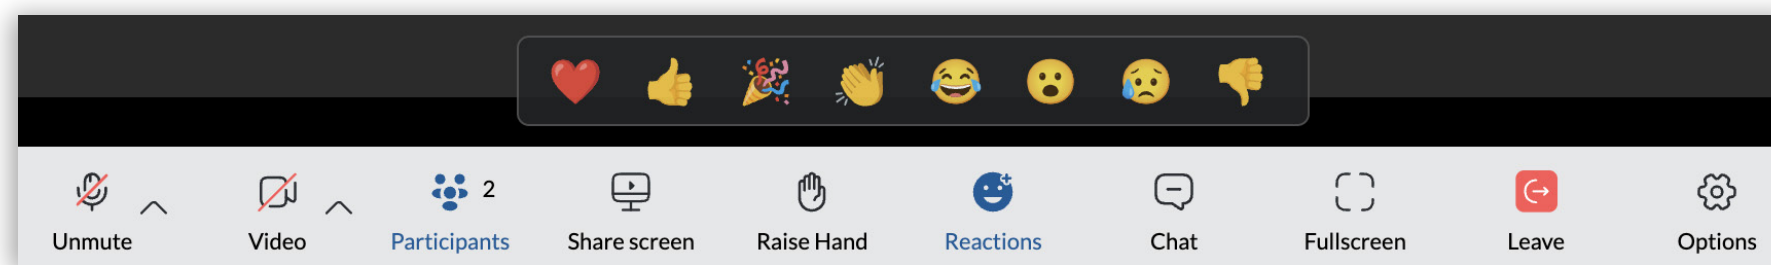 2
Unmute
Video
Participants
Share screen
Raise Hand
Reactions
Chat
Fullscreen
Leave
Options